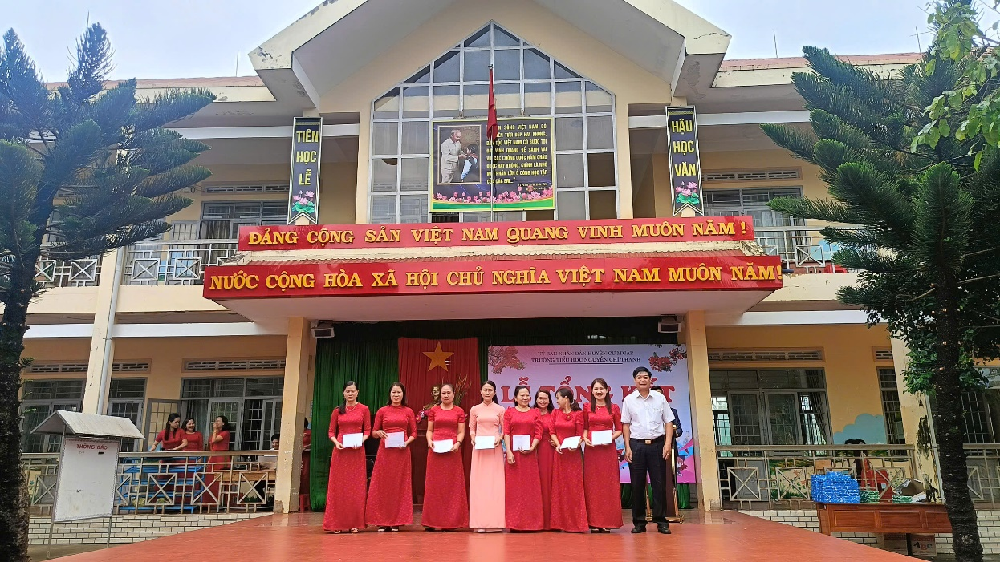 TIÊN
HỌC
LỄ
SÔNG VIỆT NAM CÓ
TƯƠI ĐẸP HAY KHÔNG,
DÂN TỘC VIỆT NAM CÓ BƯỚC TỚI
ĐÀI VINH QUANG ĐỂ SÁNH VAI
VỚI CÁC CƯỜNG QUỐC NĂM CHÂU
ĐƯỢC HAY KHÔNG, CHÍNH LÀ NHỜ
MỘT PHẦN LỚN Ở CÔNG HỌC TẬP
CỦA CÁC EM..."
HẬU
HỌC
VĂN
ĐẢNG CỘNG SẢN VIỆT NAM QUANG VINH MUÔN NĂM !
NƯỚC CỘNG HÒA XÃ HỘI CHỦ NGHĨA VIỆT NAM MUÔN NĂM!
ỦY BAN NHÂN DÂN HUYỆN CƯ M'GAR
TRƯỜNG TIỂU HỌC NGUYỄN CHÍ THANH
LỄ TỔNG KẾT
THÔNG BÁO
ABC